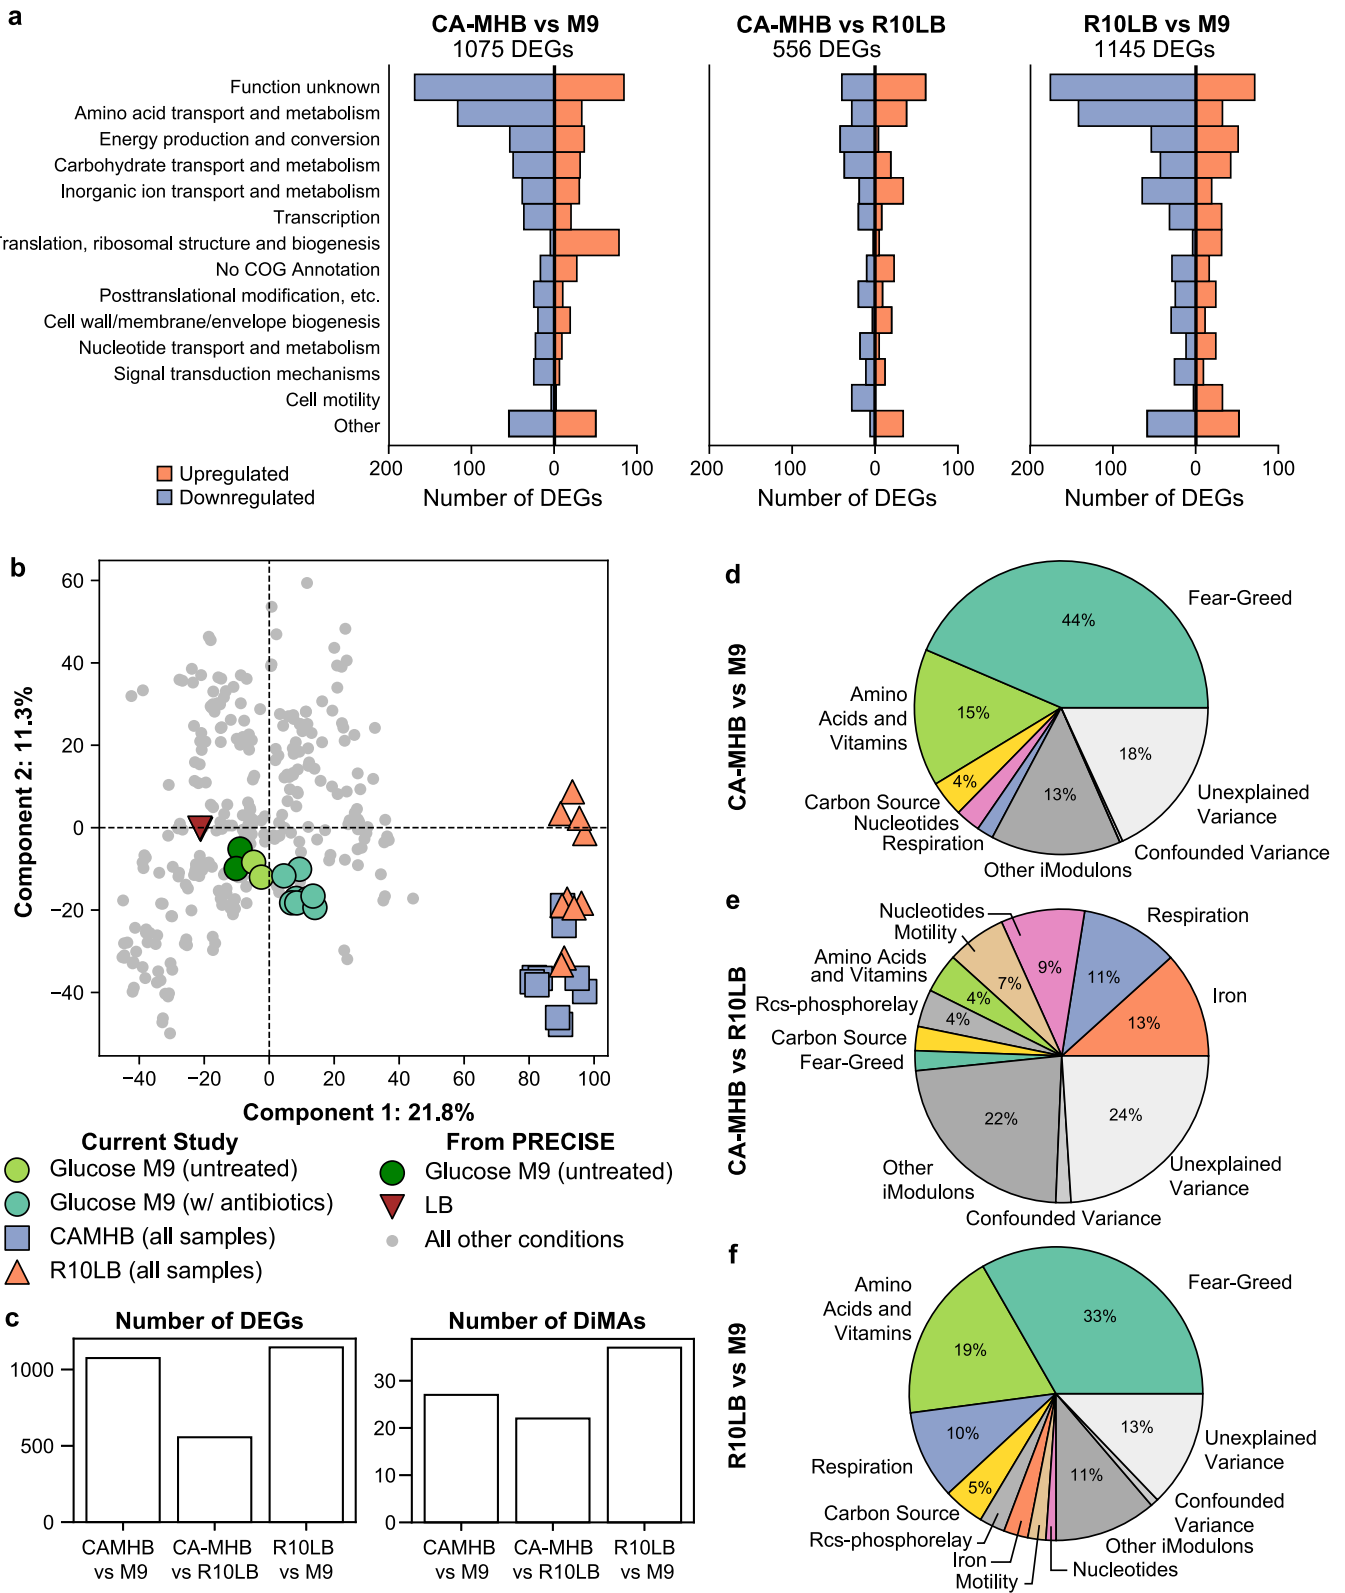 a
CA-MHB vs M9
1075 DEGs
CA-MHB vs R10LB
556 DEGs
R10LB vs M9
1145 DEGs
Function unknown
Amino acid transport and metabolism
Energy production and conversion
Carbohydrate transport and metabolism
Inorganic ion transport and metabolism
Transcription
ranslation, ribosomal structure and biogenesis
No COG Annotation
Posttranslational modification, etc.
Cell wall/membrane/envelope biogenesis
Nucleotide transport and metabolism
Signal transduction mechanisms
Cell motility
Other
200 100 0 100
200 100 0 100
200 100 0 100
Number of DEGs
Number of DEGs
Number of DEGs
Upregulated
Downregulated
b
Component 2: 11.3%
60
40
20
0
−20
−40
−40 −20 0 20 40 60 80 100
Component 1: 21.8%
Current Study
Glucose M9 (untreated)
Glucose M9 (w/ antibiotics)
CAMHB (all samples)
R10LB (all samples)
From PRECISE
Glucose M9 (untreated)
LB
All other conditions
c
Number of DEGs
1000
500
0
CAMHB
vs M9
CA-MHB
vs R10LB
R10LB
vs M9
Number of DiMAs
30
20
10
0
CAMHB
vs M9
CA-MHB
vs R10LB
R10LB
vs M9
d
CA-MHB vs M9
Fear-Greed
44%
Amino
Acids and
Vitamins
15%
4%
Carbon Source
Nucleotides
Respiration
13%
Other iModulons
18%
Unexplained
Variance
Confounded Variance
e
CA-MHB vs R10LB
Nucleotides
Motility
Amino Acids
and Vitamins
Rcs-phosphorelay
Carbon Source
Fear-Greed
Respiration
Iron
9%
11%
13%
7%
4%
4%
22%
24%
Other
iModulons
Unexplained
Variance
Confounded Variance
f
R10LB vs M9
Fear-Greed
33%
Amino
Acids and
Vitamins
19%
10%
Respiration
5%
Carbon Source
Rcs-phosphorelay
Iron
Motility
Nucleotides
11%
Other iModulons
13%
Unexplained
Variance
Confounded
Variance